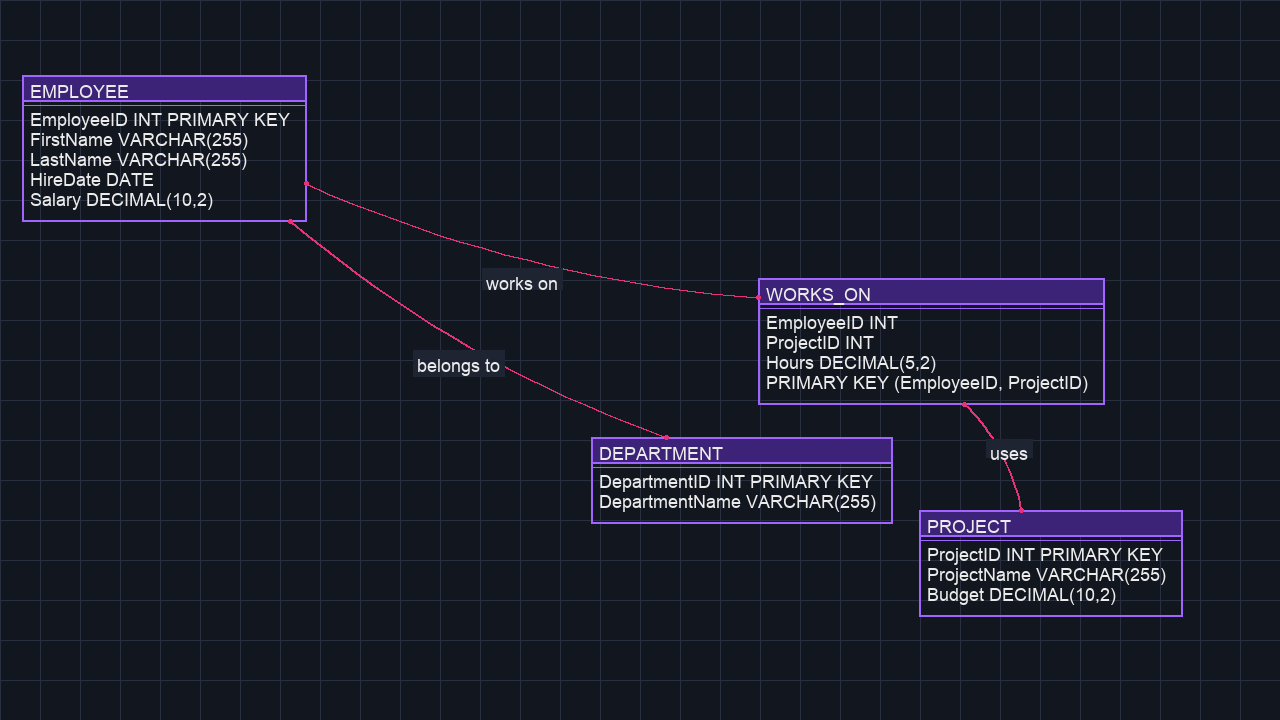 EMPLOYEE
EmployeeID INT PRIMARY KEY
FirstName VARCHAR(255)
LastName VARCHAR(255)
HireDate DATE
Salary DECIMAL(10,2)
works on
WORKS_ON
EmployeeID INT
ProjectID INT
Hours DECIMAL(5,2)
PRIMARY KEY (EmployeeID, ProjectID)
belongs to
DEPARTMENT
DepartmentID INT PRIMARY KEY
DepartmentName VARCHAR(255)
uses
PROJECT
ProjectID INT PRIMARY KEY
ProjectName VARCHAR(255)
Budget DECIMAL(10,2)